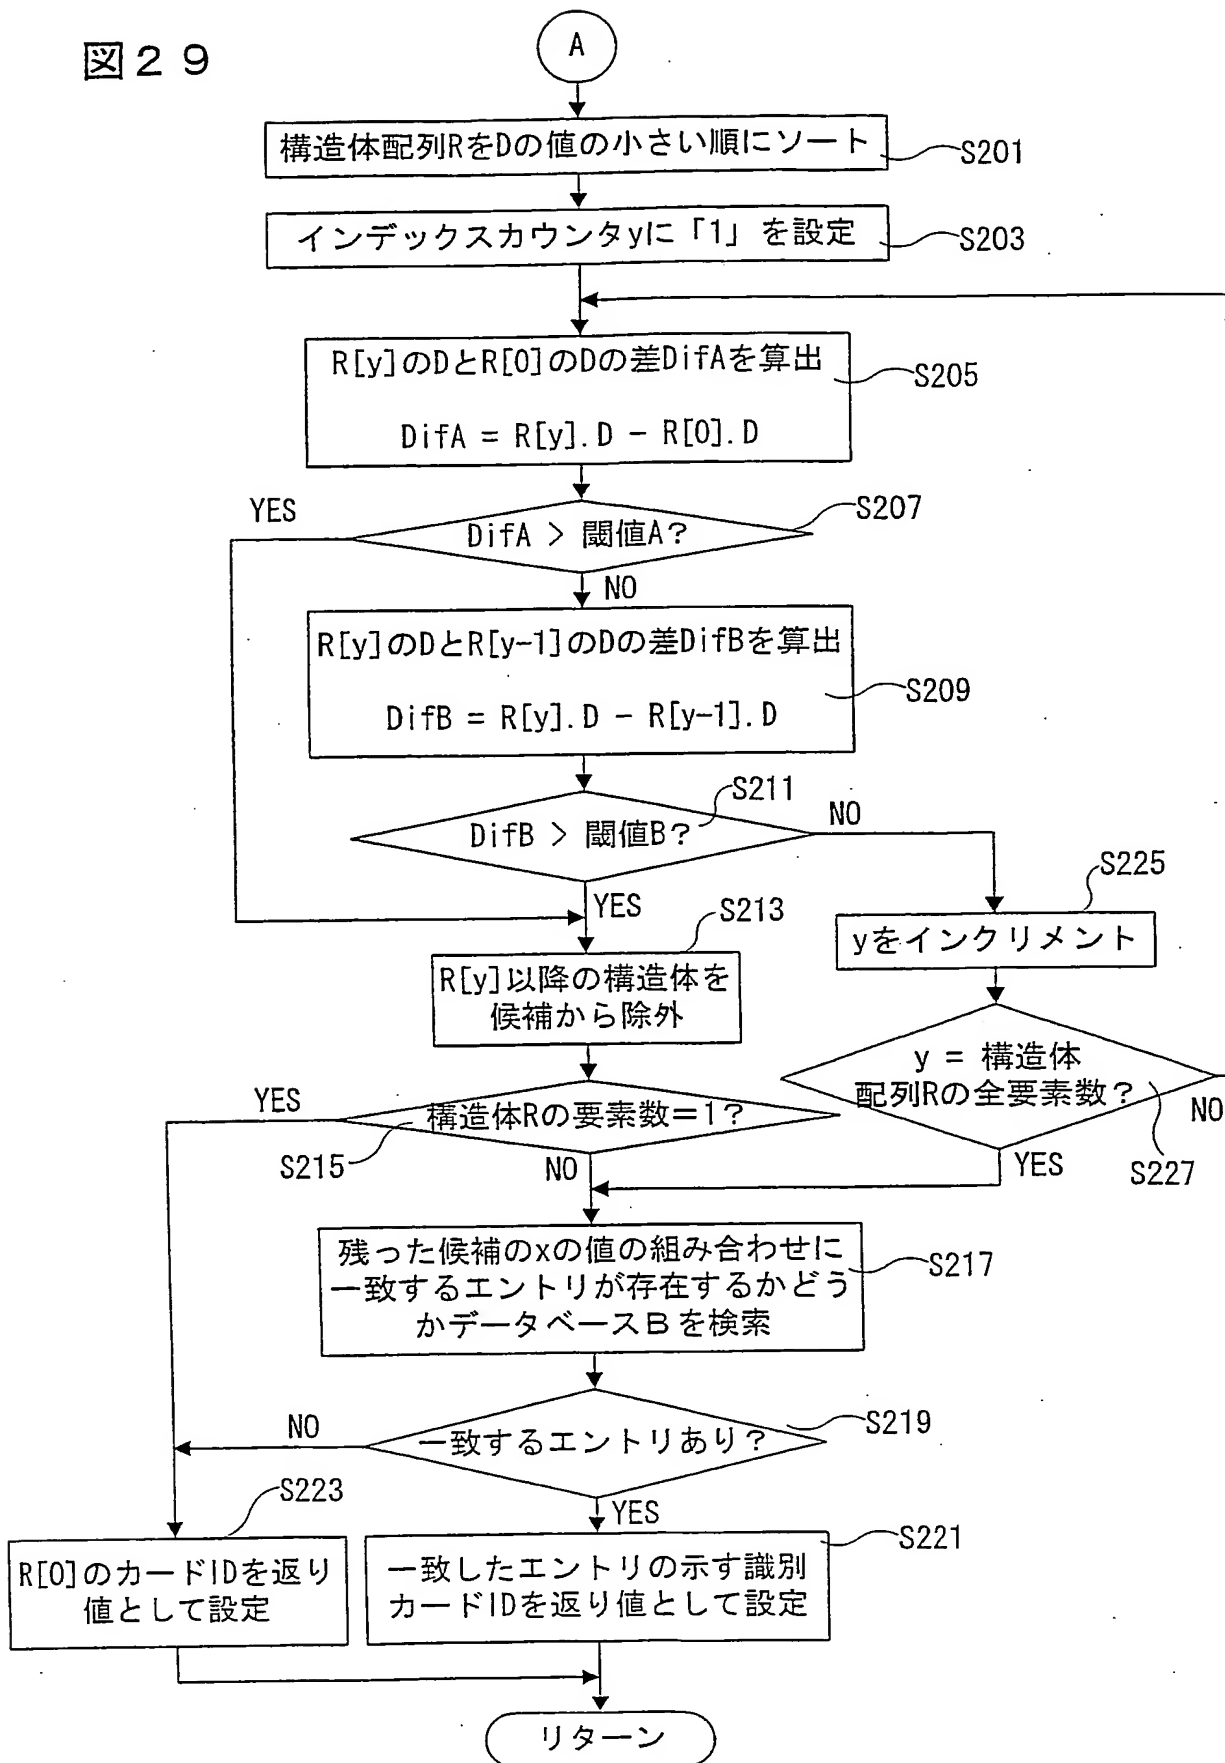 図29
A
構造体配列RをDの値の小さい順にソート
S201
インデックスカウンタyに「1」を設定
S203
R[y]のDとR[0]のDの差DifAを算出
DifA = R[y].D - R[0].D
S205
YES
DifA > 閾値A?
S207
NO
R[y]のDとR[y-1]のDの差DifBを算出
DifB = R[y].D - R[y-1].D
S209
DifB > 閾値B?
S211
NO
YES
S225
yをインクリメント
S213
R[y]以降の構造体を
候補から除外
y = 構造体
配列Rの全要素数?
NO
YES
S227
YES
構造体Rの要素数=1?
S215
NO
残った候補のxの値の組み合わせに
一致するエントリが存在するかどう
かデータベースBを検索
S217
NO
一致するエントリあり?
S219
YES
S223
R[0]のカードIDを返り
値として設定
一致したエントリの示す識別
カードIDを返り値として設定
S221
リターン